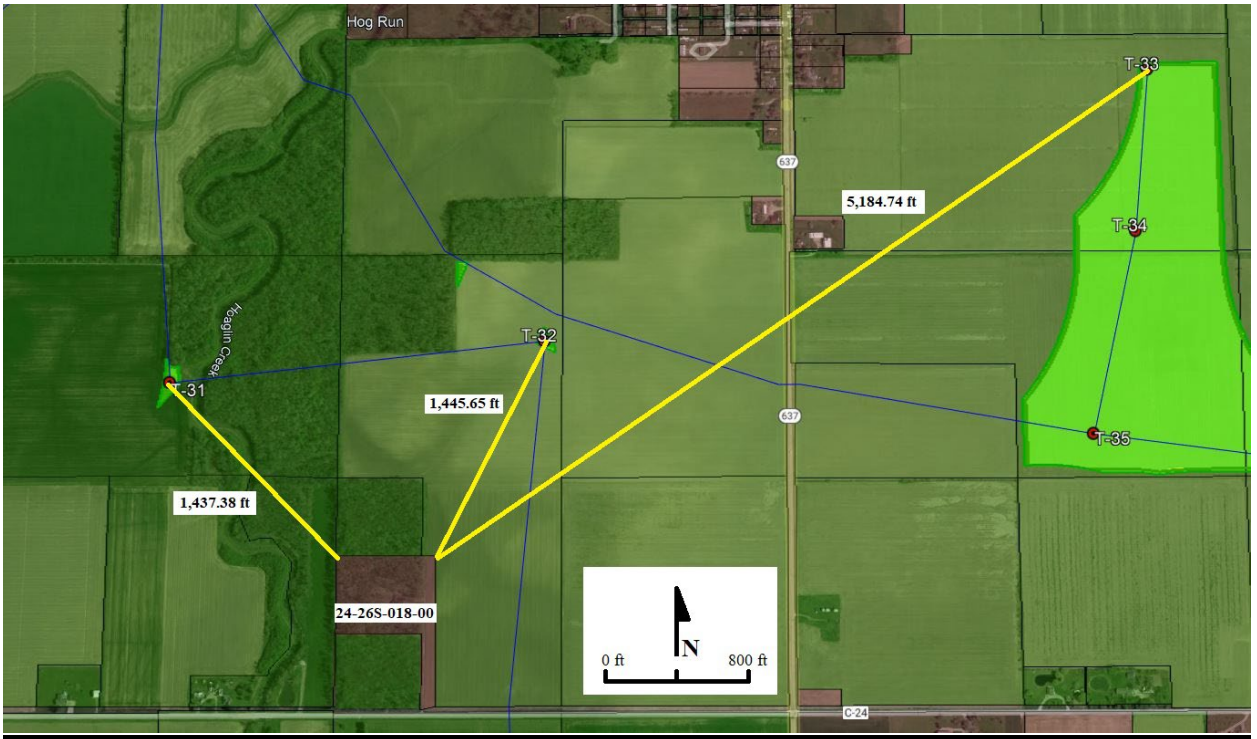 Hog Run
T-33
637
5,184.74 ft
T-34
Hoaglin Creek
T-32
T-31
1,445.65 ft
637
T-35
1,437.38 ft
24-26S-018-00
N
0 ft
800 ft
C-24